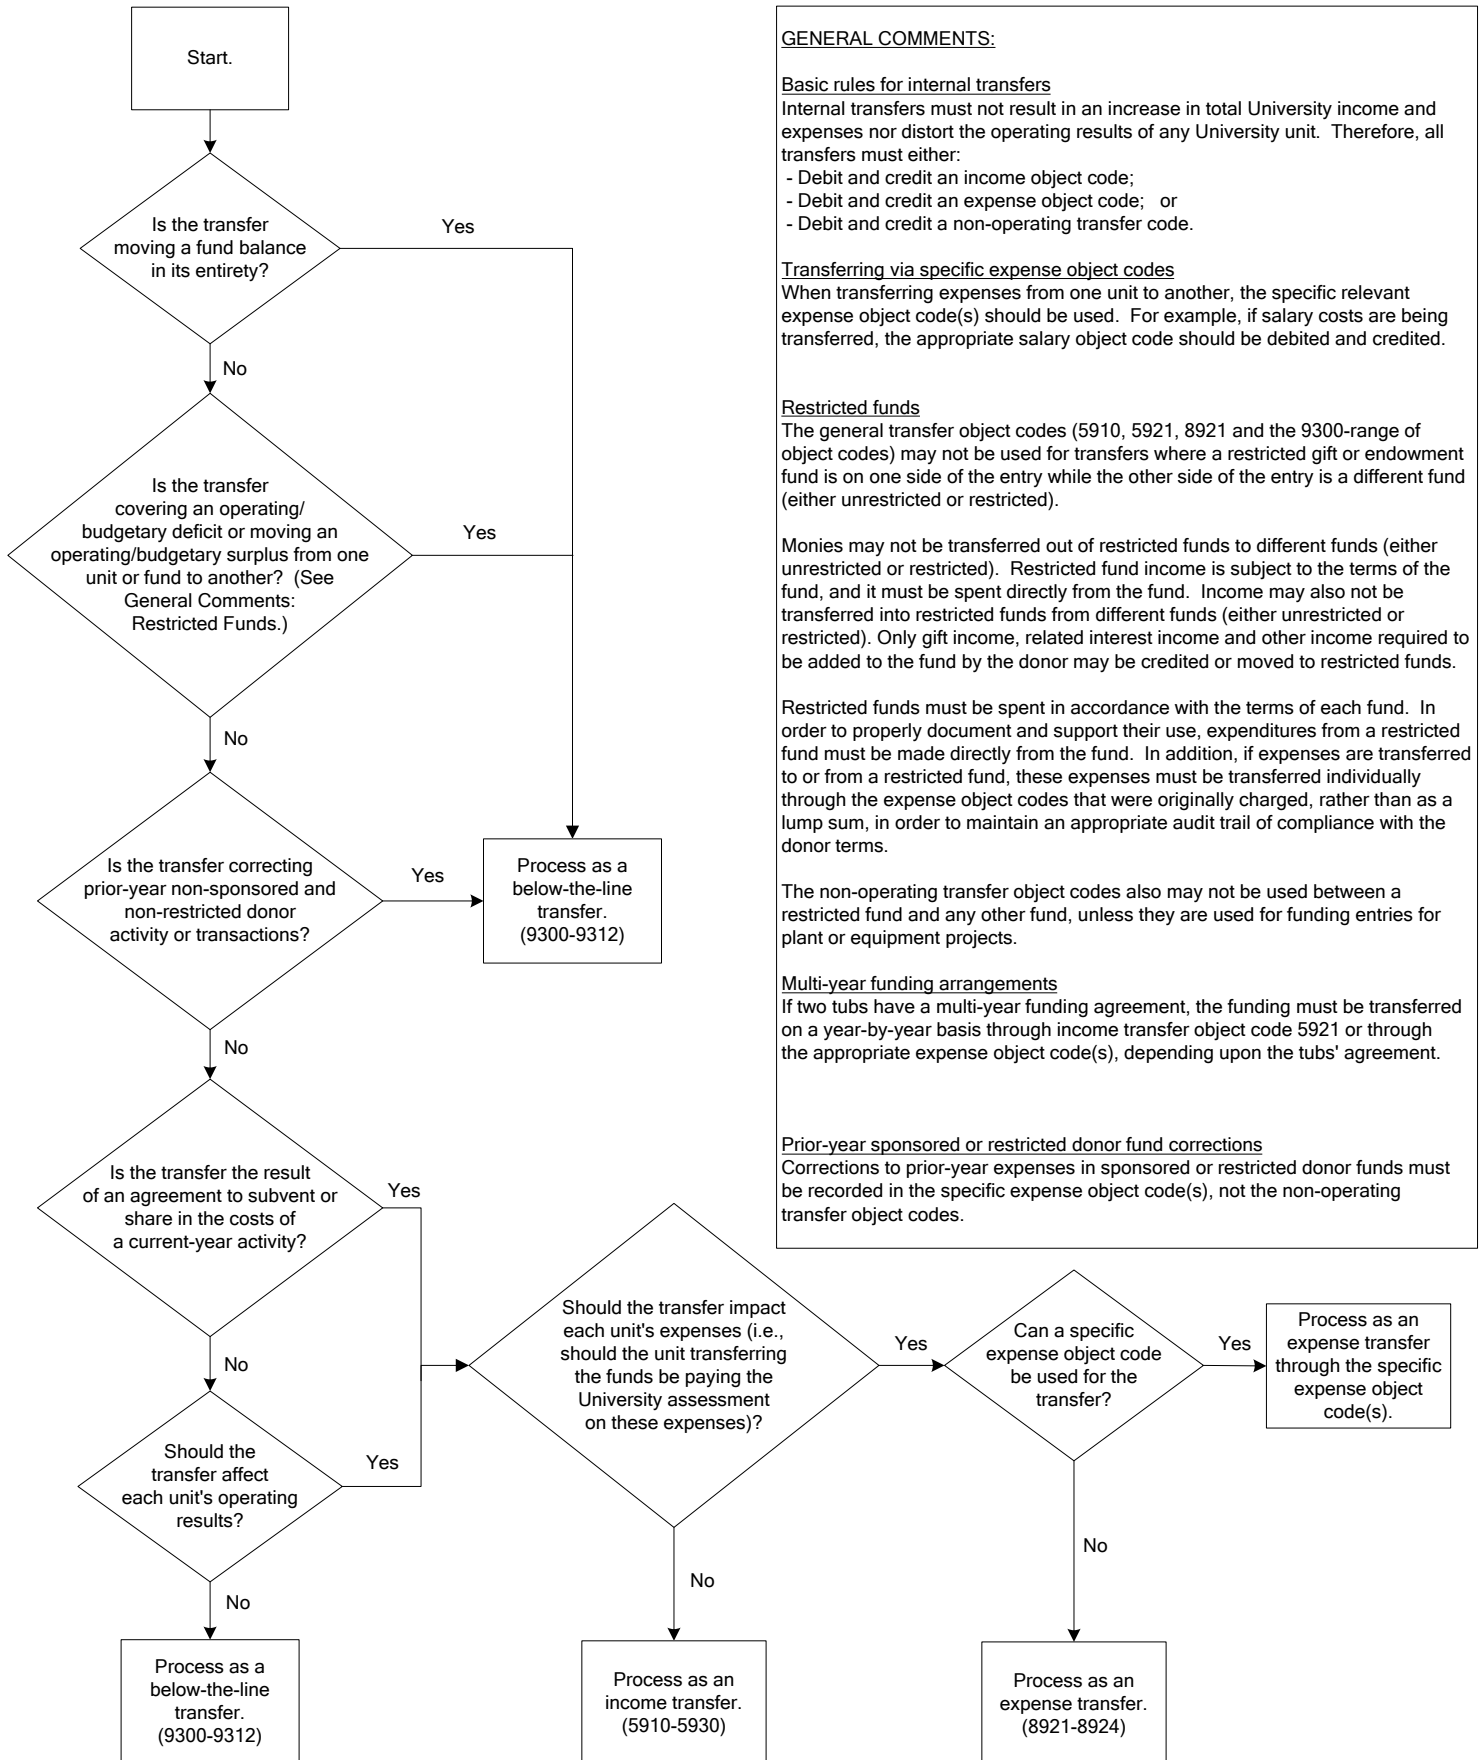 Start.
Is the transfer
moving a fund balance
in its entirety?
Yes
No
Is the transfer
covering an operating/
budgetary deficit or moving an
operating/budgetary surplus from one
unit or fund to another?  (See
General Comments:
Restricted Funds.)
Yes
No
Is the transfer correcting
prior-year non-sponsored and
non-restricted donor
activity or transactions?
Yes
Process as a
below-the-line
transfer.
(9300-9312)
No
Is the transfer the result
of an agreement to subvent or
share in the costs of
a current-year activity?
Yes
No
Should the
transfer affect
each unit's operating
results?
Yes
No
Process as a
below-the-line
transfer.
(9300-9312)
Should the transfer impact
each unit's expenses (i.e.,
should the unit transferring
the funds be paying the
University assessment
on these expenses)?
Yes
No
Process as an
income transfer.
(5910-5930)
Can a specific
expense object code
be used for the
transfer?
Yes
No
Process as an
expense transfer
through the specific
expense object
code(s).
Process as an
expense transfer.
(8921-8924)
GENERAL COMMENTS:
Basic rules for internal transfers
Internal transfers must not result in an increase in total University income and
expenses nor distort the operating results of any University unit.  Therefore, all
transfers must either:
- Debit and credit an income object code;
- Debit and credit an expense object code;   or
- Debit and credit a non-operating transfer code.
Transferring via specific expense object codes
When transferring expenses from one unit to another, the specific relevant
expense object code(s) should be used.  For example, if salary costs are being
transferred, the appropriate salary object code should be debited and credited.
Restricted funds
The general transfer object codes (5910, 5921, 8921 and the 9300-range of
object codes) may not be used for transfers where a restricted gift or endowment
fund is on one side of the entry while the other side of the entry is a different fund
(either unrestricted or restricted).
Monies may not be transferred out of restricted funds to different funds (either
unrestricted or restricted).  Restricted fund income is subject to the terms of the
fund, and it must be spent directly from the fund.  Income may also not be
transferred into restricted funds from different funds (either unrestricted or
restricted). Only gift income, related interest income and other income required to
be added to the fund by the donor may be credited or moved to restricted funds.
Restricted funds must be spent in accordance with the terms of each fund.  In
order to properly document and support their use, expenditures from a restricted
fund must be made directly from the fund.  In addition, if expenses are transferred
to or from a restricted fund, these expenses must be transferred individually
through the expense object codes that were originally charged, rather than as a
lump sum, in order to maintain an appropriate audit trail of compliance with the
donor terms.
The non-operating transfer object codes also may not be used between a
restricted fund and any other fund, unless they are used for funding entries for
plant or equipment projects.
Multi-year funding arrangements
If two tubs have a multi-year funding agreement, the funding must be transferred
on a year-by-year basis through income transfer object code 5921 or through
the appropriate expense object code(s), depending upon the tubs' agreement.
Prior-year sponsored or restricted donor fund corrections
Corrections to prior-year expenses in sponsored or restricted donor funds must
be recorded in the specific expense object code(s), not the non-operating
transfer object codes.